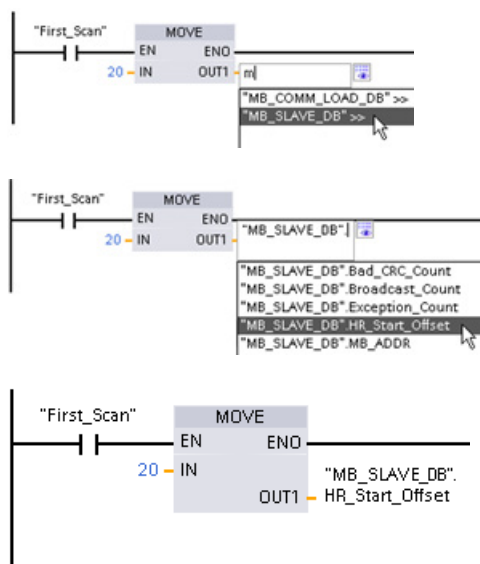 "First_Scan"
MOVE
EN ENO
20 IN OUT1 m
"MB_COMM_LOAD_DB" >>
"MB_SLAVE_DB" >>
"First_Scan"
MOVE
EN ENO
20 IN OUT1 "MB_SLAVE_DB".
"MB_SLAVE_DB".Bad_CRC_Count
"MB_SLAVE_DB".Broadcast_Count
"MB_SLAVE_DB".Exception_Count
"MB_SLAVE_DB".HR_Start_Offset
"MB_SLAVE_DB".MB_ADDR
"First_Scan"
MOVE
EN ENO
20 IN
"MB_SLAVE_DB".
OUT1 HR_Start_Offset